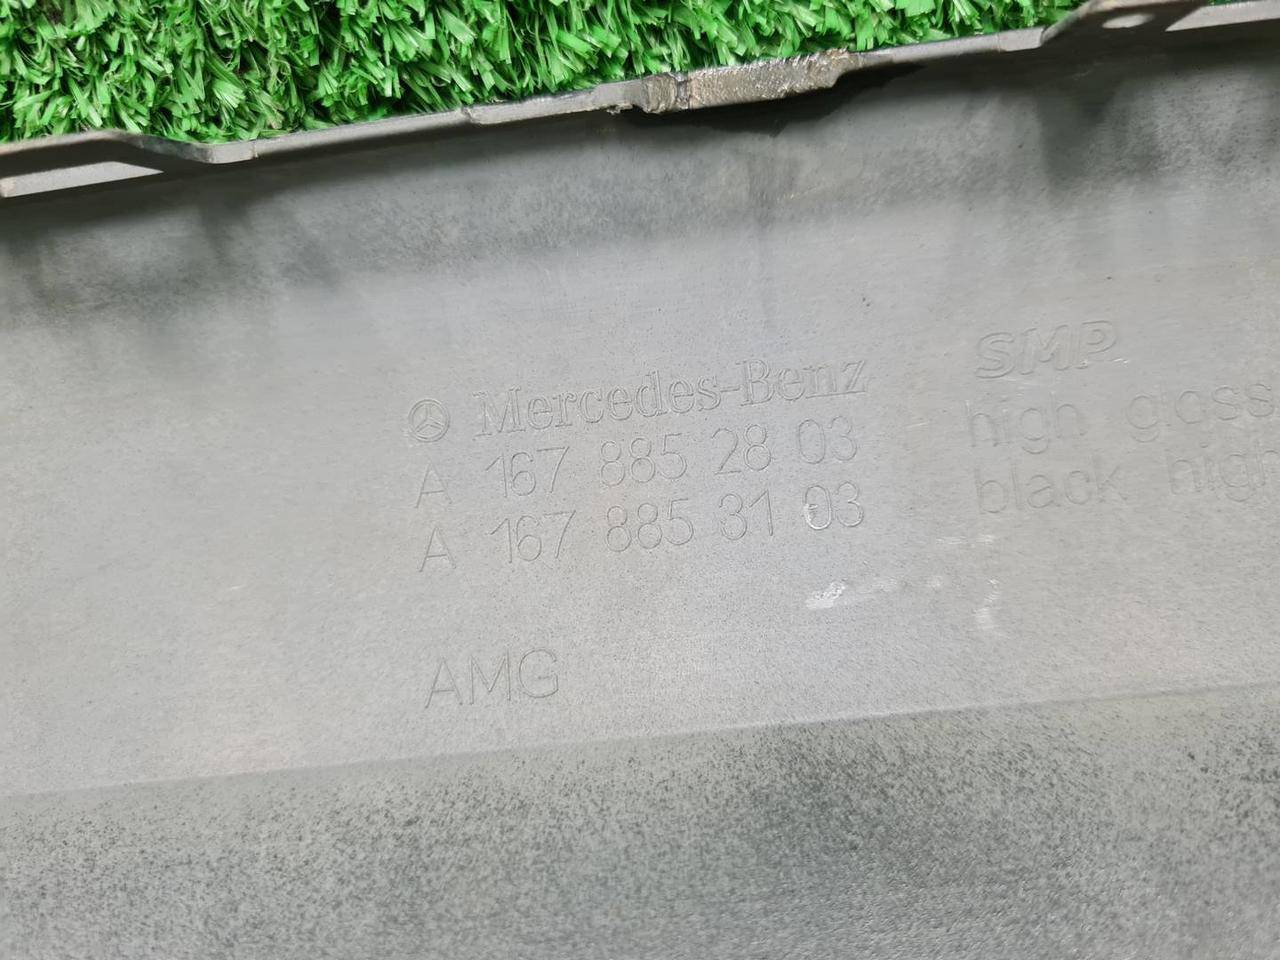 Mercedes-Benz
A 167 885 28 03
A 167 885 31 03
AMG
SMP
high gloss
black high